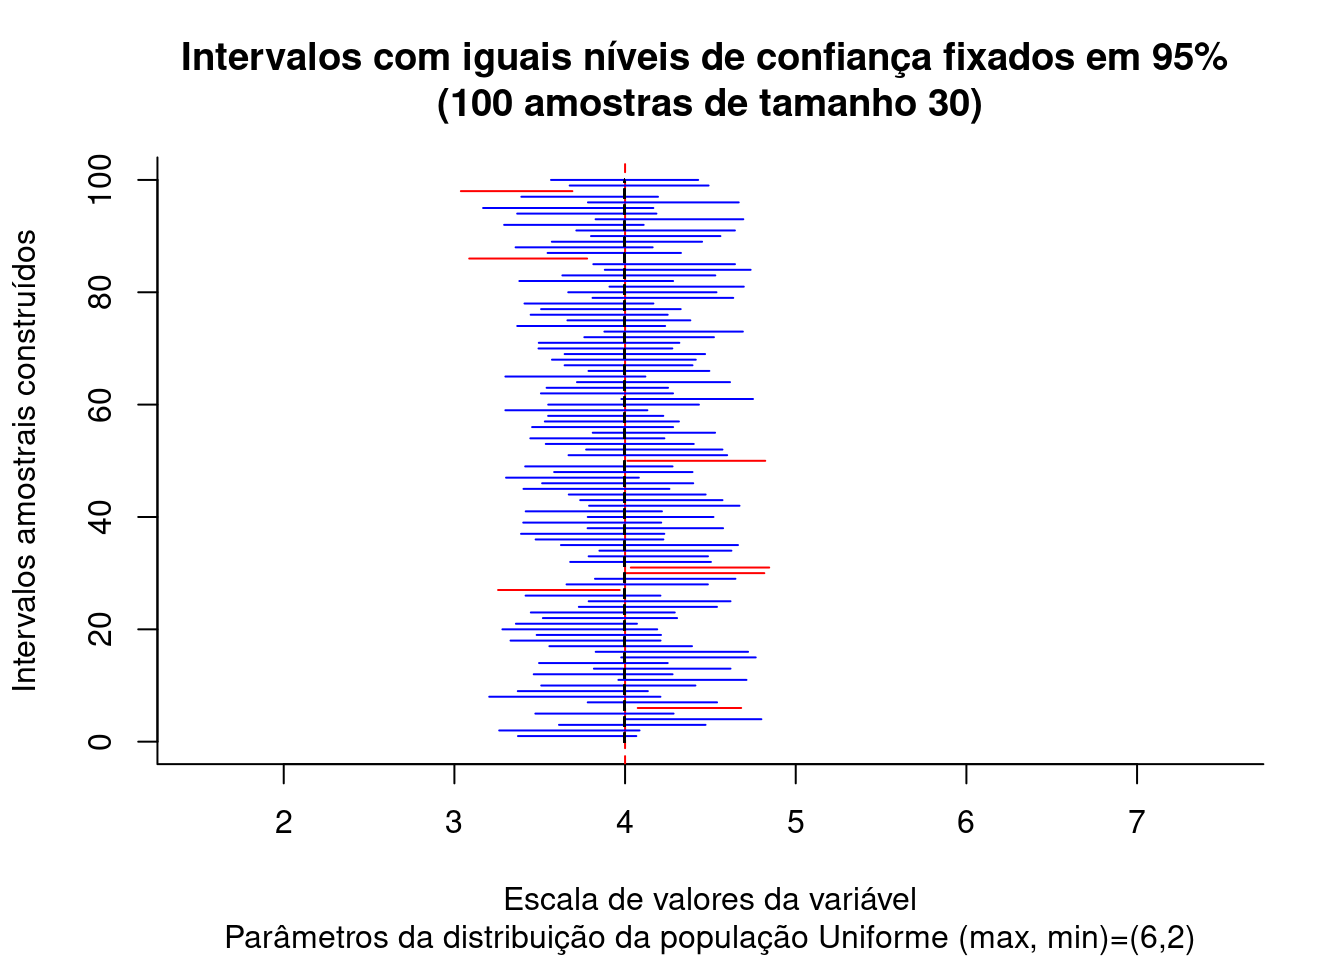 Intervalos com iguais níveis de confiança fixados em 95%
(100 amostras de tamanho 30)
Intervalos amostrais construídos
100
80
60
40
20
0
2 3 4 5 6 7
Escala de valores da variável
Parâmetros da distribuição da população Uniforme (max, min)=(6,2)